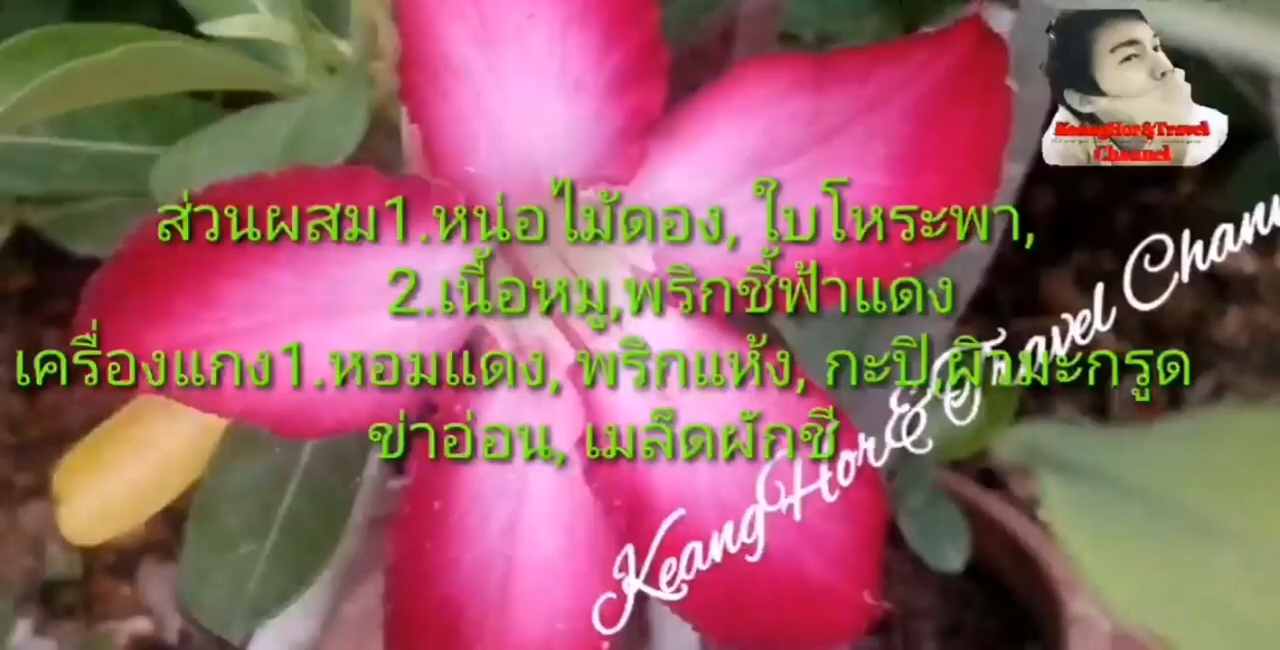 KeangHor&Travel
Channel
ส่วนผสม1.หน่อไม้ดอง, ใบโหระพา,
2.เนื้อหมู,พริกชี้ฟ้าแดง
เครื่องแกง1.หอมแดง, พริกแห้ง, กะปิ,ผิวมะกรูด
ข่าอ่อน, เมล็ดผักชี
KeangHor& Travel Chann